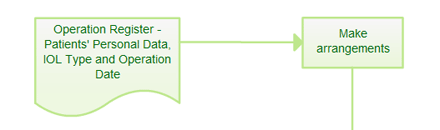 Operation Register -
Patients' Personal Data,
IOL Type and Operation
Date
Make
arrangements